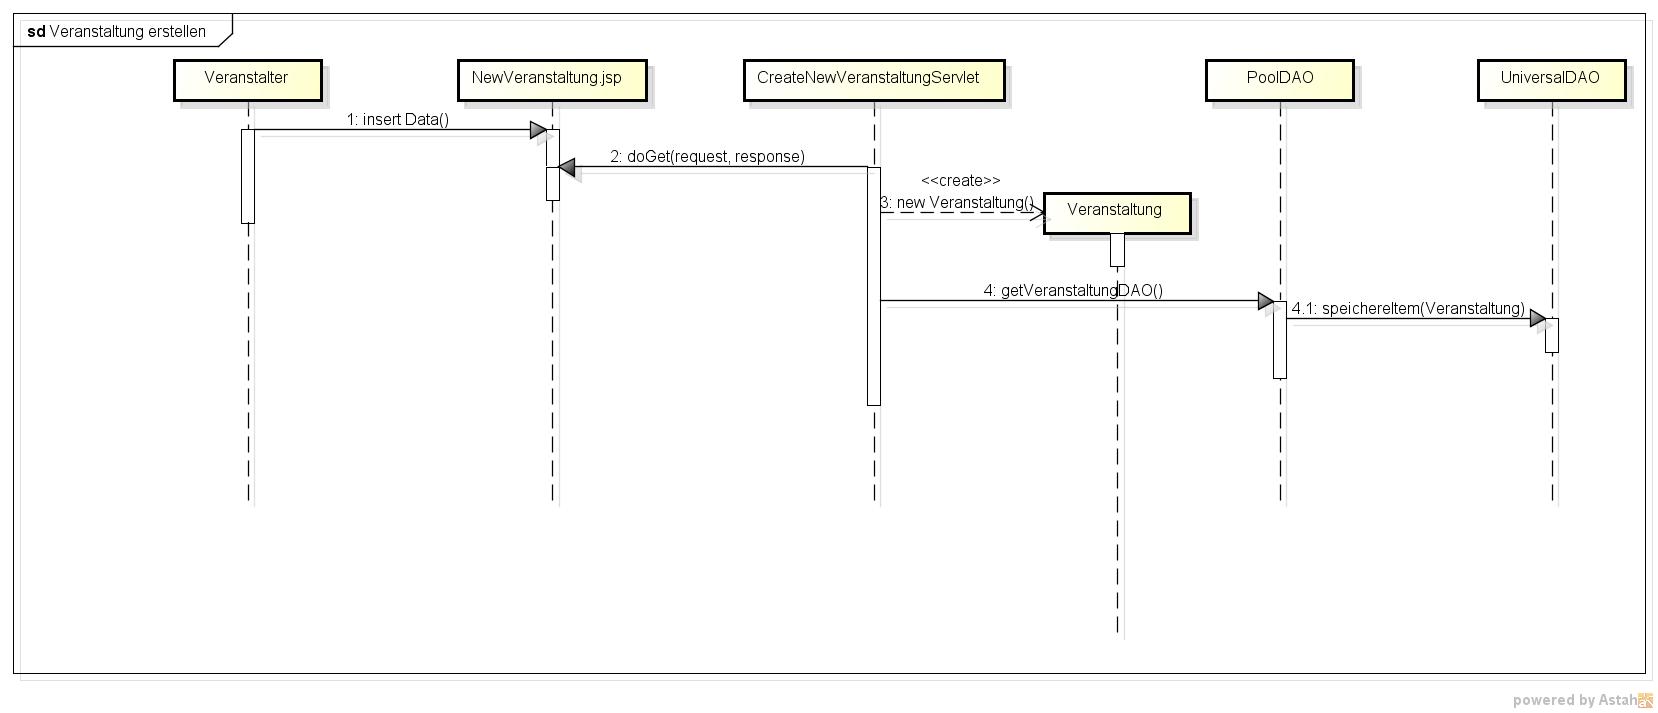 sd Veranstaltung erstellen
Veranstalter
NewVeranstaltung.jsp
CreateNewVeranstaltungServlet
PoolDAO
UniversalDAO
1: insert Data()
2: doGet(request, response)
<<create>>
3: new Veranstaltung()
Veranstaltung
4: getVeranstaltungDAO()
4.1: speichereItem(Veranstaltung)
powered by Astah